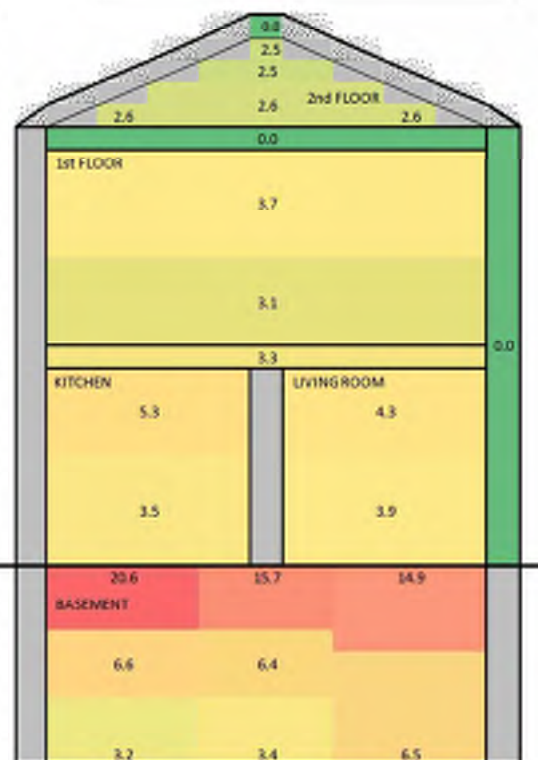 0.0
2.5
2.5
2.6 2nd FLOOR
2.6 2.6
0.0
1st FLOOR
3.7
3.1
0.0
3.3
KITCHEN LIVING ROOM
5.3 4.3
3.5 3.9
20.6 15.7 14.9
BASEMENT
6.6 6.4
3.2 3.4 6.5